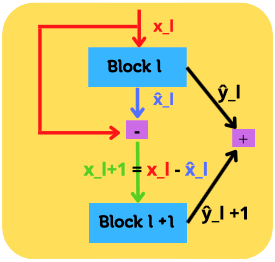 x_l
Block l
x̂_l
ŷ_l
-
+
x_l+1 = x_l - x̂_l
ŷ_l +1
Block l +1